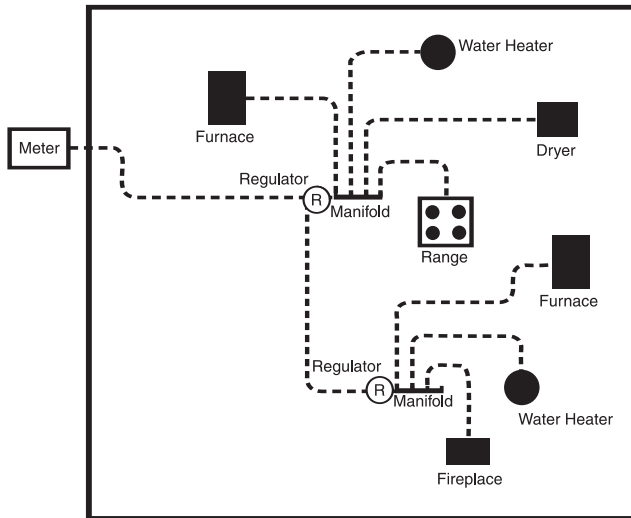 Water Heater
Furnace
Dryer
Meter
Regulator
R
Manifold
Range
Furnace
Regulator
R
Manifold
Water Heater
Fireplace